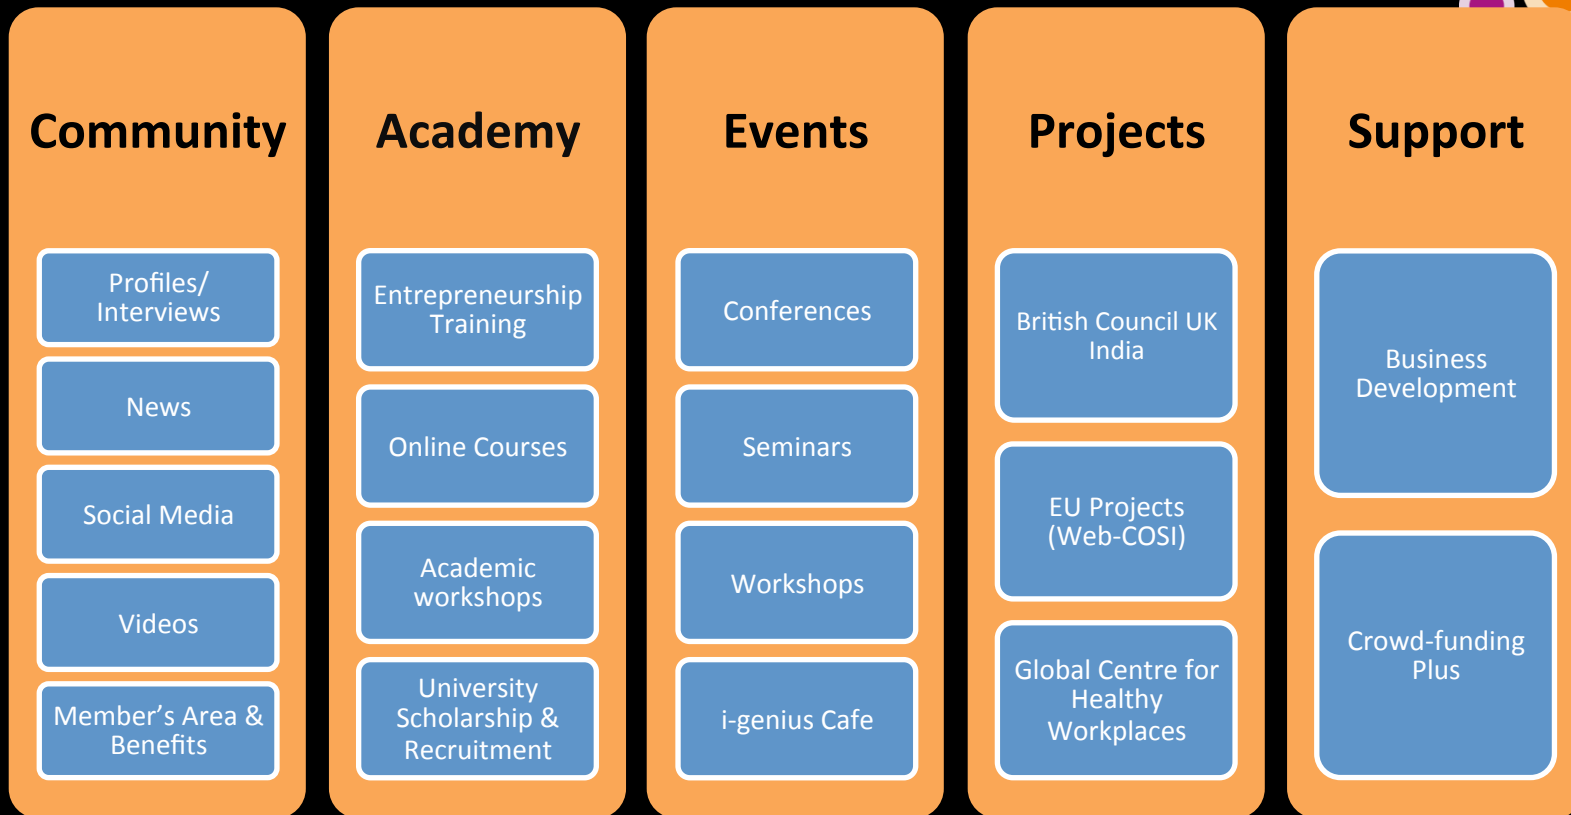 Community
Profiles/
Interviews
News
Social Media
Videos
Member’s Area &
Benefits
Academy
Entrepreneurship
Training
Online Courses
Academic
workshops
University
Scholarship &
Recruitment
Events
Conferences
Seminars
Workshops
i-genius Cafe
Projects
British Council UK
India
EU Projects
(Web-COSI)
Global Centre for
Healthy
Workplaces
Support
Business
Development
Crowd-funding
Plus